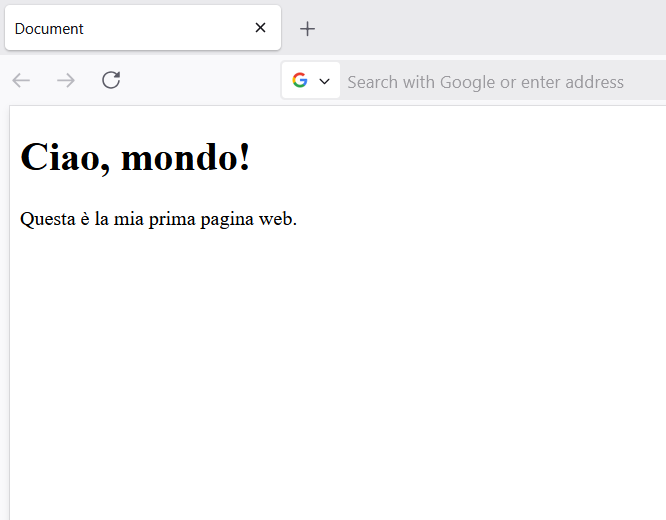 Document
Search with Google or enter address
Ciao, mondo!
Questa è la mia prima pagina web.